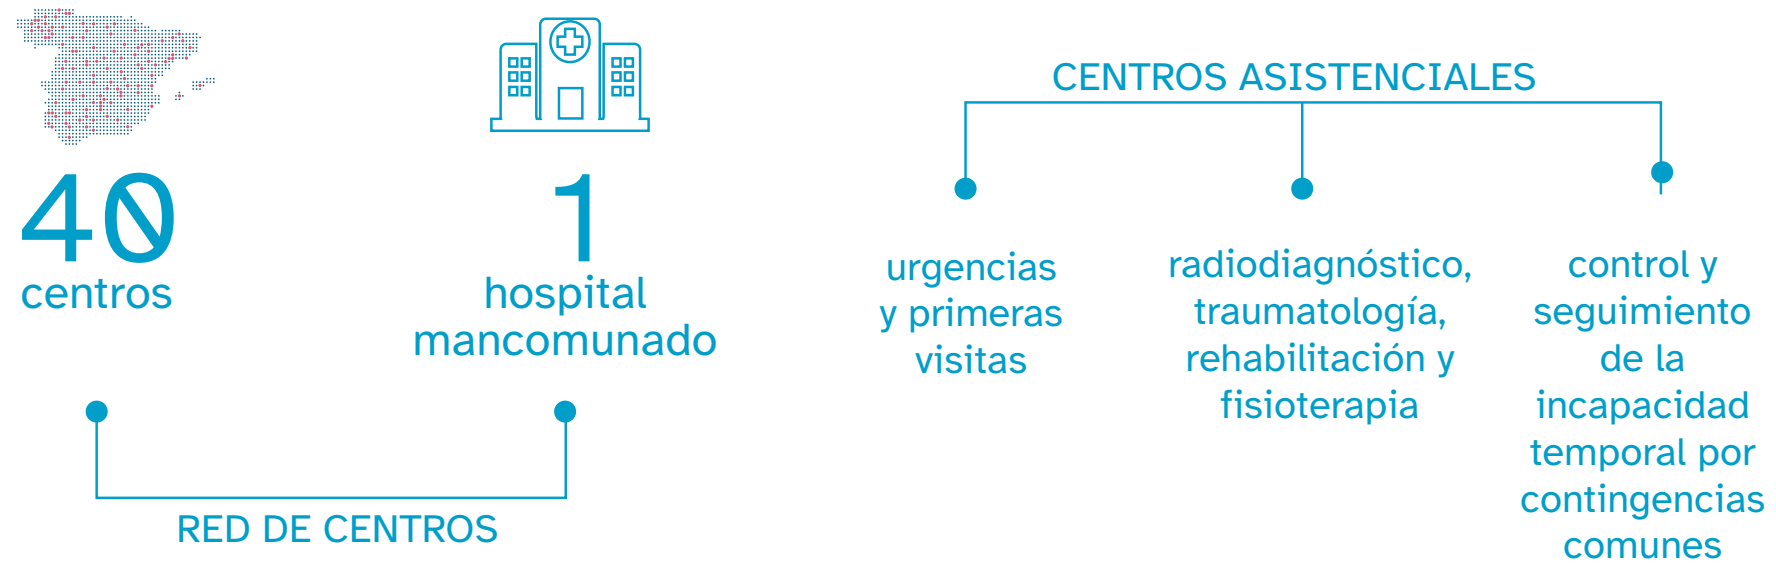 40
centros
1
hospital
mancomunado
RED DE CENTROS
CENTROS ASISTENCIALES
urgencias
y primeras
visitas
radiodiagnóstico,
traumatología,
rehabilitación y
fisioterapia
control y
seguimiento
de la
incapacidad
temporal por
contingencias
comunes